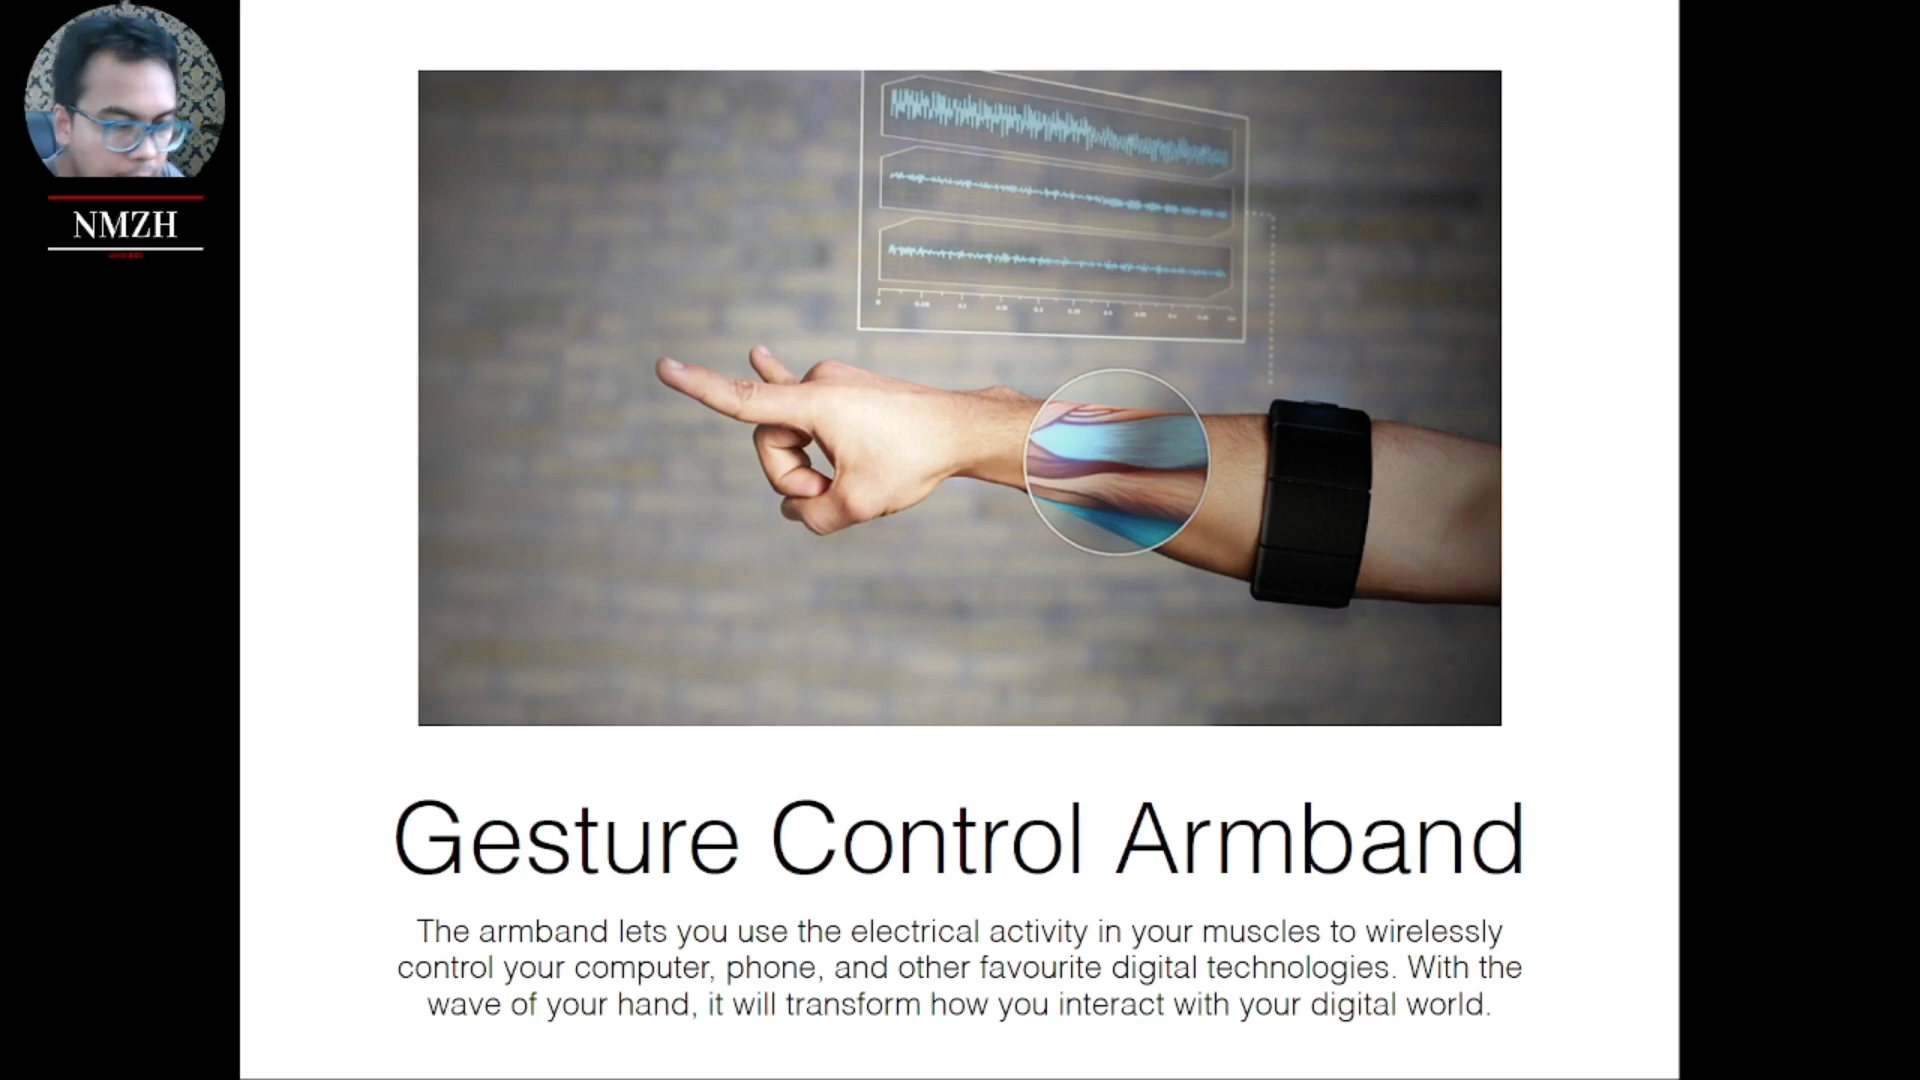 NMZH
Gesture Control Armband
The armband lets you use the electrical activity in your muscles to wirelessly
control your computer, phone, and other favourite digital technologies. With the
wave of your hand, it will transform how you interact with your digital world.